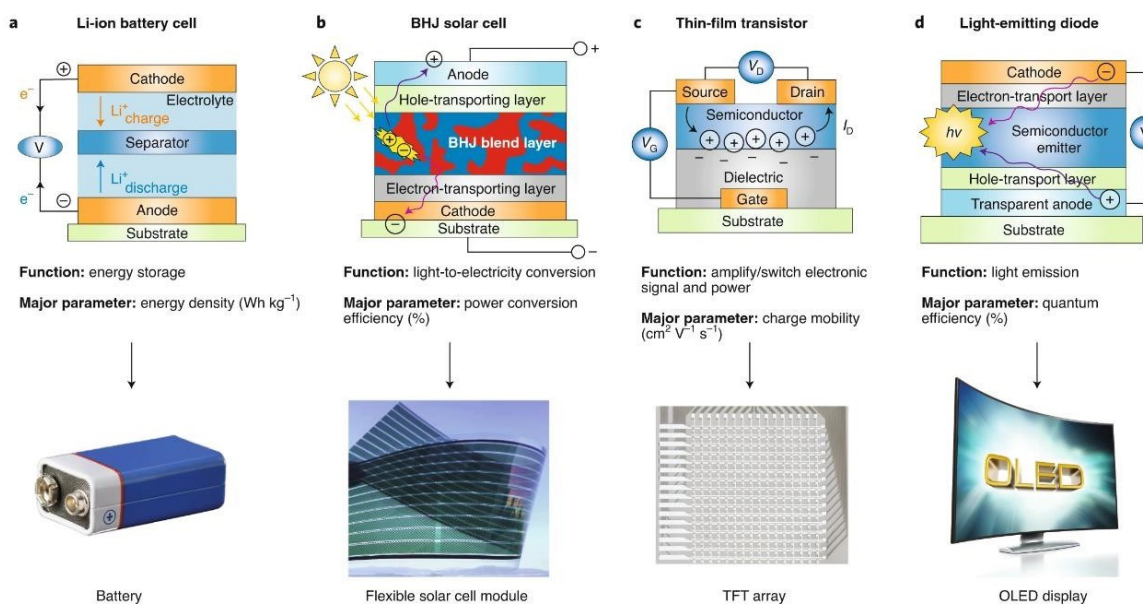 a Li-ion battery cell
Cathode
Electrolyte
Li⁺ charge
Separator
Li⁺ discharge
Anode
Substrate
e⁻
V
e⁻
+
−
Function: energy storage
Major parameter: energy density (Wh kg⁻¹)
Battery
b BHJ solar cell
+
Anode
Hole-transporting layer
+
−
BHJ blend layer
Electron-transporting layer
Cathode
−
Substrate
−
Function: light-to-electricity conversion
Major parameter: power conversion
efficiency (%)
Flexible solar cell module
c Thin-film transistor
V_D
Source
Drain
Semiconductor
I_D
V_G
+ + + + +
− − − − − −
Dielectric
Gate
Substrate
Function: amplify/switch electronic
signal and power
Major parameter: charge mobility
(cm² V⁻¹ s⁻¹)
TFT array
d Light-emitting diode
Cathode
−
Electron-transport layer
hv
Semiconductor
emitter
V
Hole-transport layer
Transparent anode
+
Substrate
Function: light emission
Major parameter: quantum
efficiency (%)
OLED
OLED display